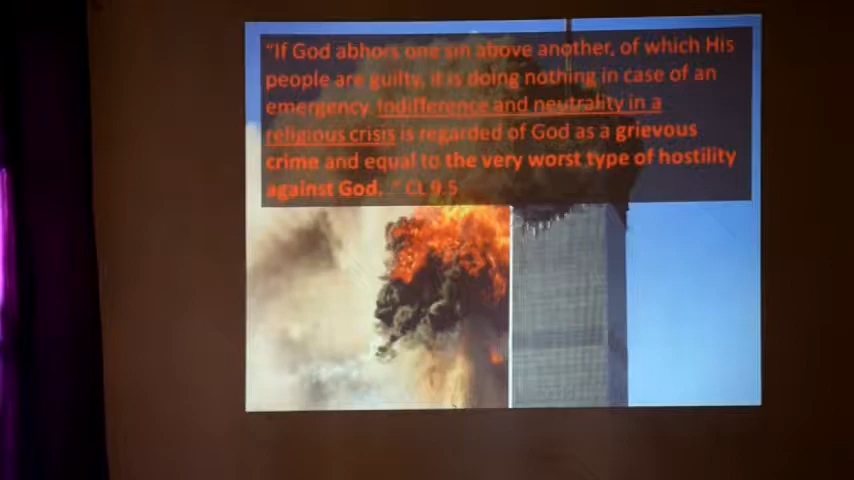 "If God abhors one sin above another, of which His
people are guilty, it is doing nothing in case of an
emergency. Indifference and neutrality in a
religious crisis is regarded of God as a grievous
crime and equal to the very worst type of hostility
against God. " CL 9.5